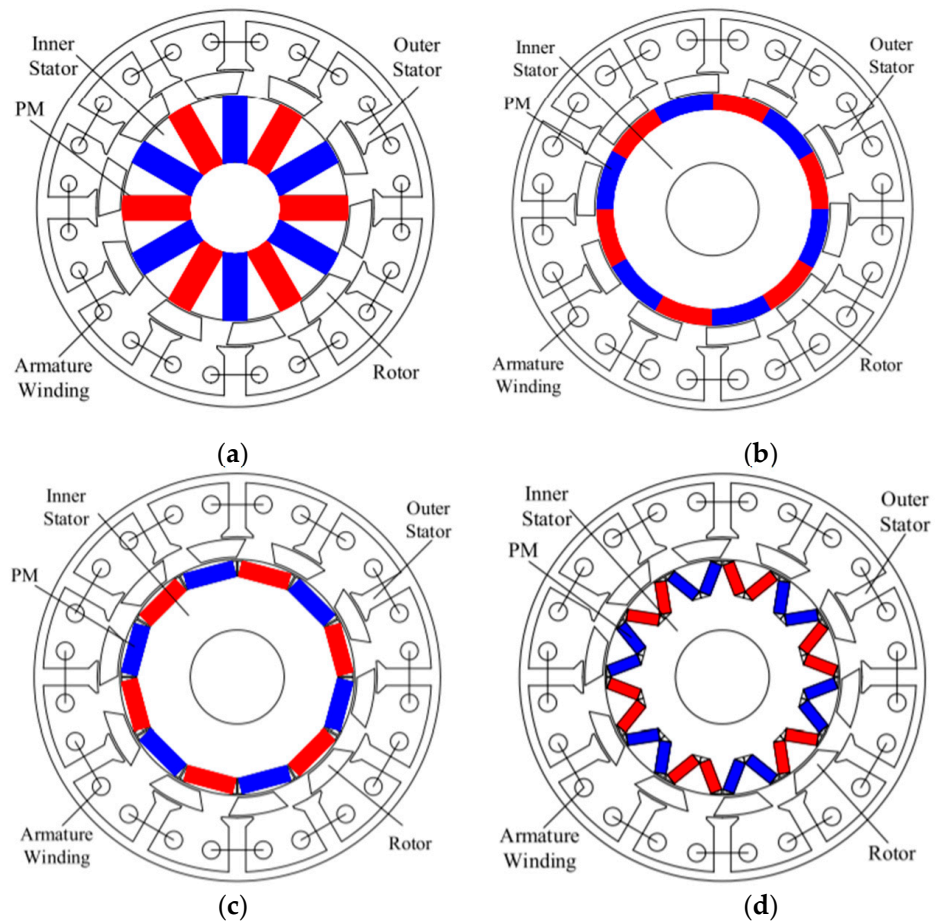 Inner
Stator
Outer
Stator
PM
Armature
Winding
Rotor
(a)
Inner
Stator
Outer
Stator
PM
Armature
Winding
Rotor
(b)
Inner
Stator
Outer
Stator
PM
Armature
Winding
Rotor
(c)
Inner
Stator
Outer
Stator
PM
Armature
Winding
Rotor
(d)